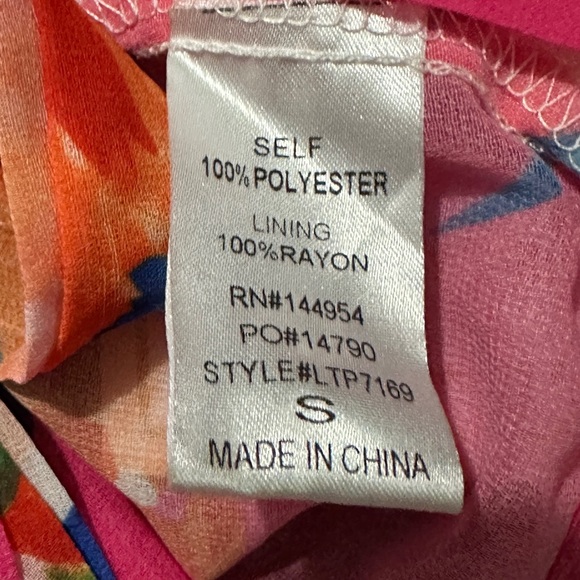 SELF
100% POLYESTER
LINING
100%RAYON
RN#144954
PO#14790
STYLE#LTP7169
S
MADE IN CHINA